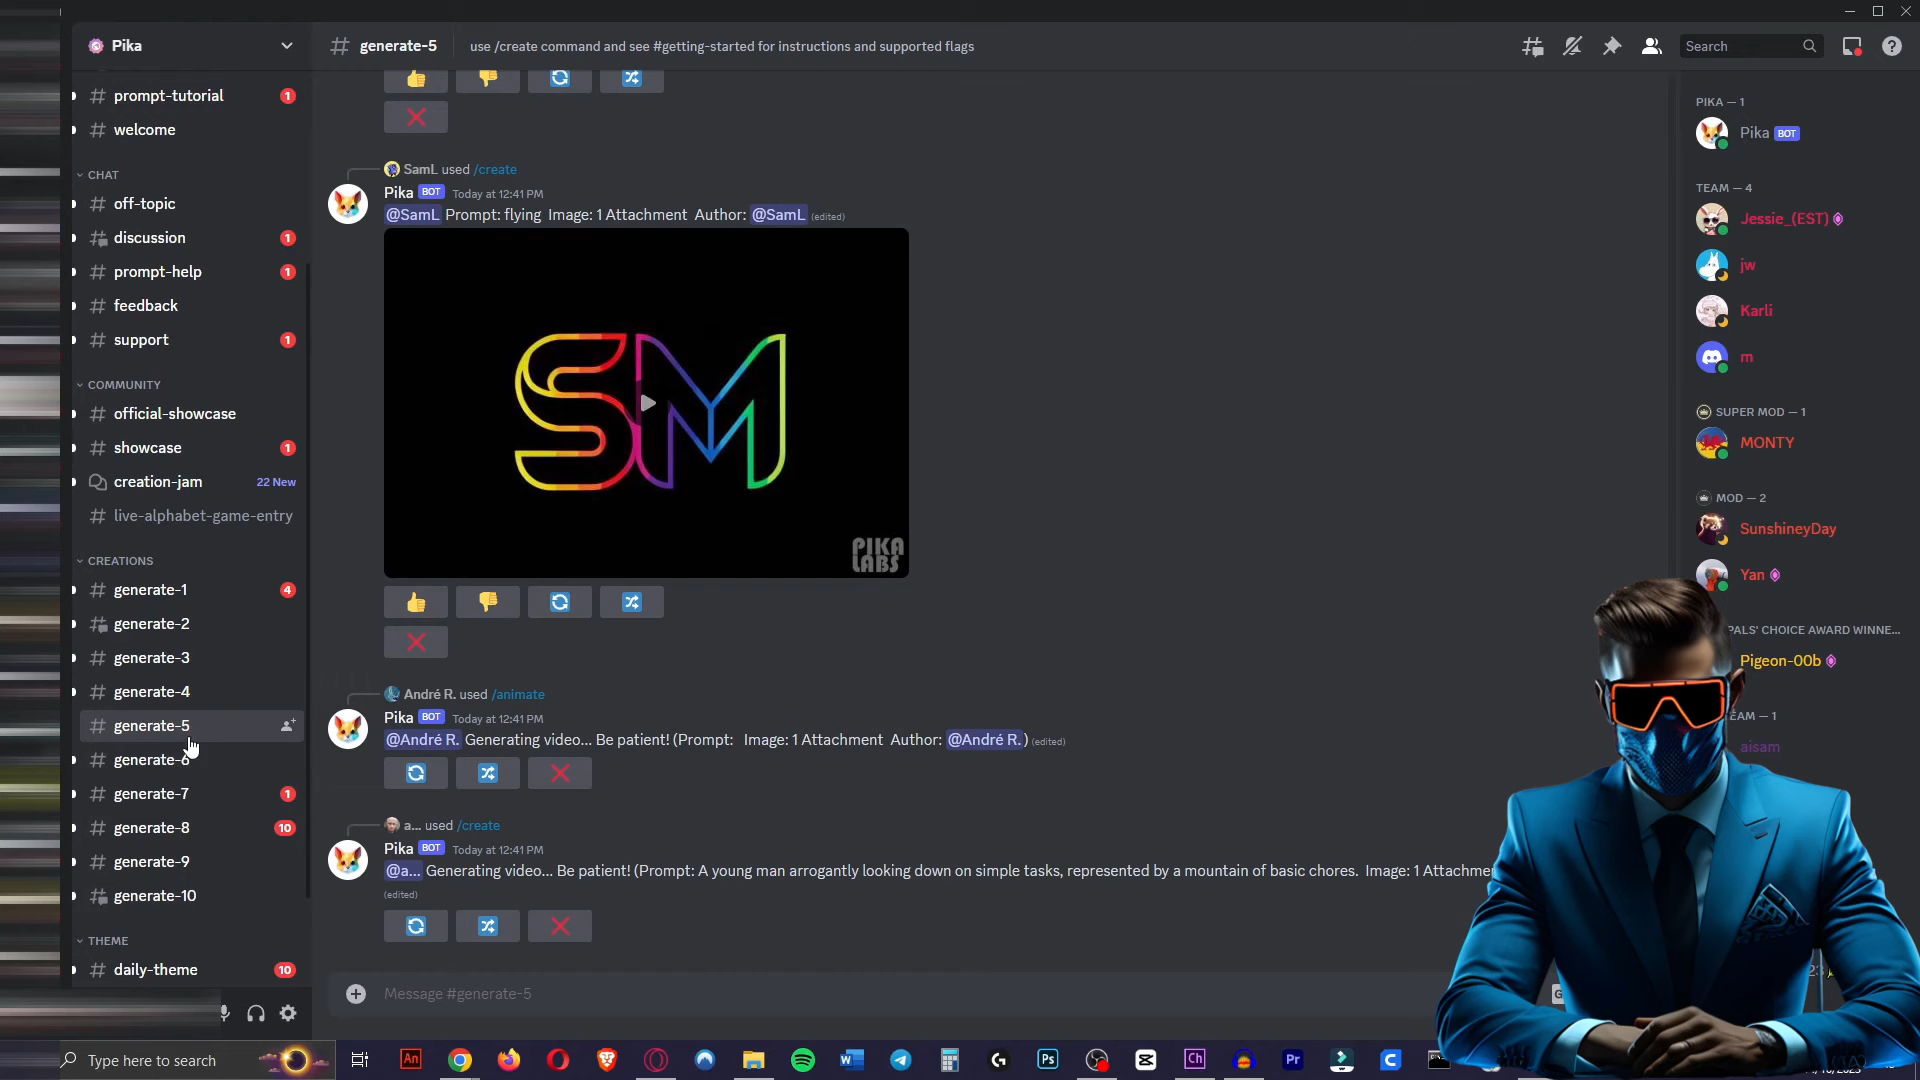 Pika
# generate-5
use /create command and see #getting-started for instructions and supported flags
Search
# prompt-tutorial 1
# welcome
CHAT
# off-topic
# discussion 1
# prompt-help 1
# feedback
# support 1
COMMUNITY
# official-showcase
# showcase 1
creation-jam 22 New
# live-alphabet-game-entry
CREATIONS
# generate-1 4
# generate-2
# generate-3
# generate-4
# generate-5
# generate-6
# generate-7 1
# generate-8 10
# generate-9
# generate-10
THEME
# daily-theme 10
SamL used /create
Pika BOT Today at 12:41 PM
@SamL Prompt: flying Image: 1 Attachment Author: @SamL (edited)
SM
PIKA
LABS
André R. used /animate
Pika BOT Today at 12:41 PM
@André R. Generating video... Be patient! (Prompt: Image: 1 Attachment Author: @André R.) (edited)
a... used /create
Pika BOT Today at 12:41 PM
@a... Generating video... Be patient! (Prompt: A young man arrogantly looking down on simple tasks, represented by a mountain of basic chores. Image: 1 Attachme
(edited)
Message #generate-5
PIKA — 1
Pika BOT
TEAM — 4
Jessie_(EST)
jw
Karli
m
SUPER MOD — 1
MONTY
MOD — 2
SunshineyDay
Yan
PALS' CHOICE AWARD WINNE...
Pigeon-00b
EAM — 1
aisam
Type here to search
An
W
Ps
Ch
Pr